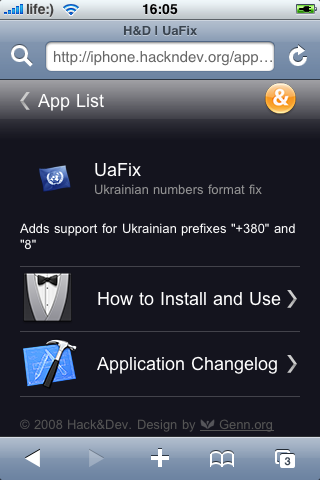 life:) 16:05
H&D | UaFix
http://iphone.hackndev.org/app...
App List &
UaFix
Ukrainian numbers format fix
Adds support for Ukrainian prefixes "+380" and
"8"
How to Install and Use
Application Changelog
© 2008 Hack&Dev. Design by Genn.org
3